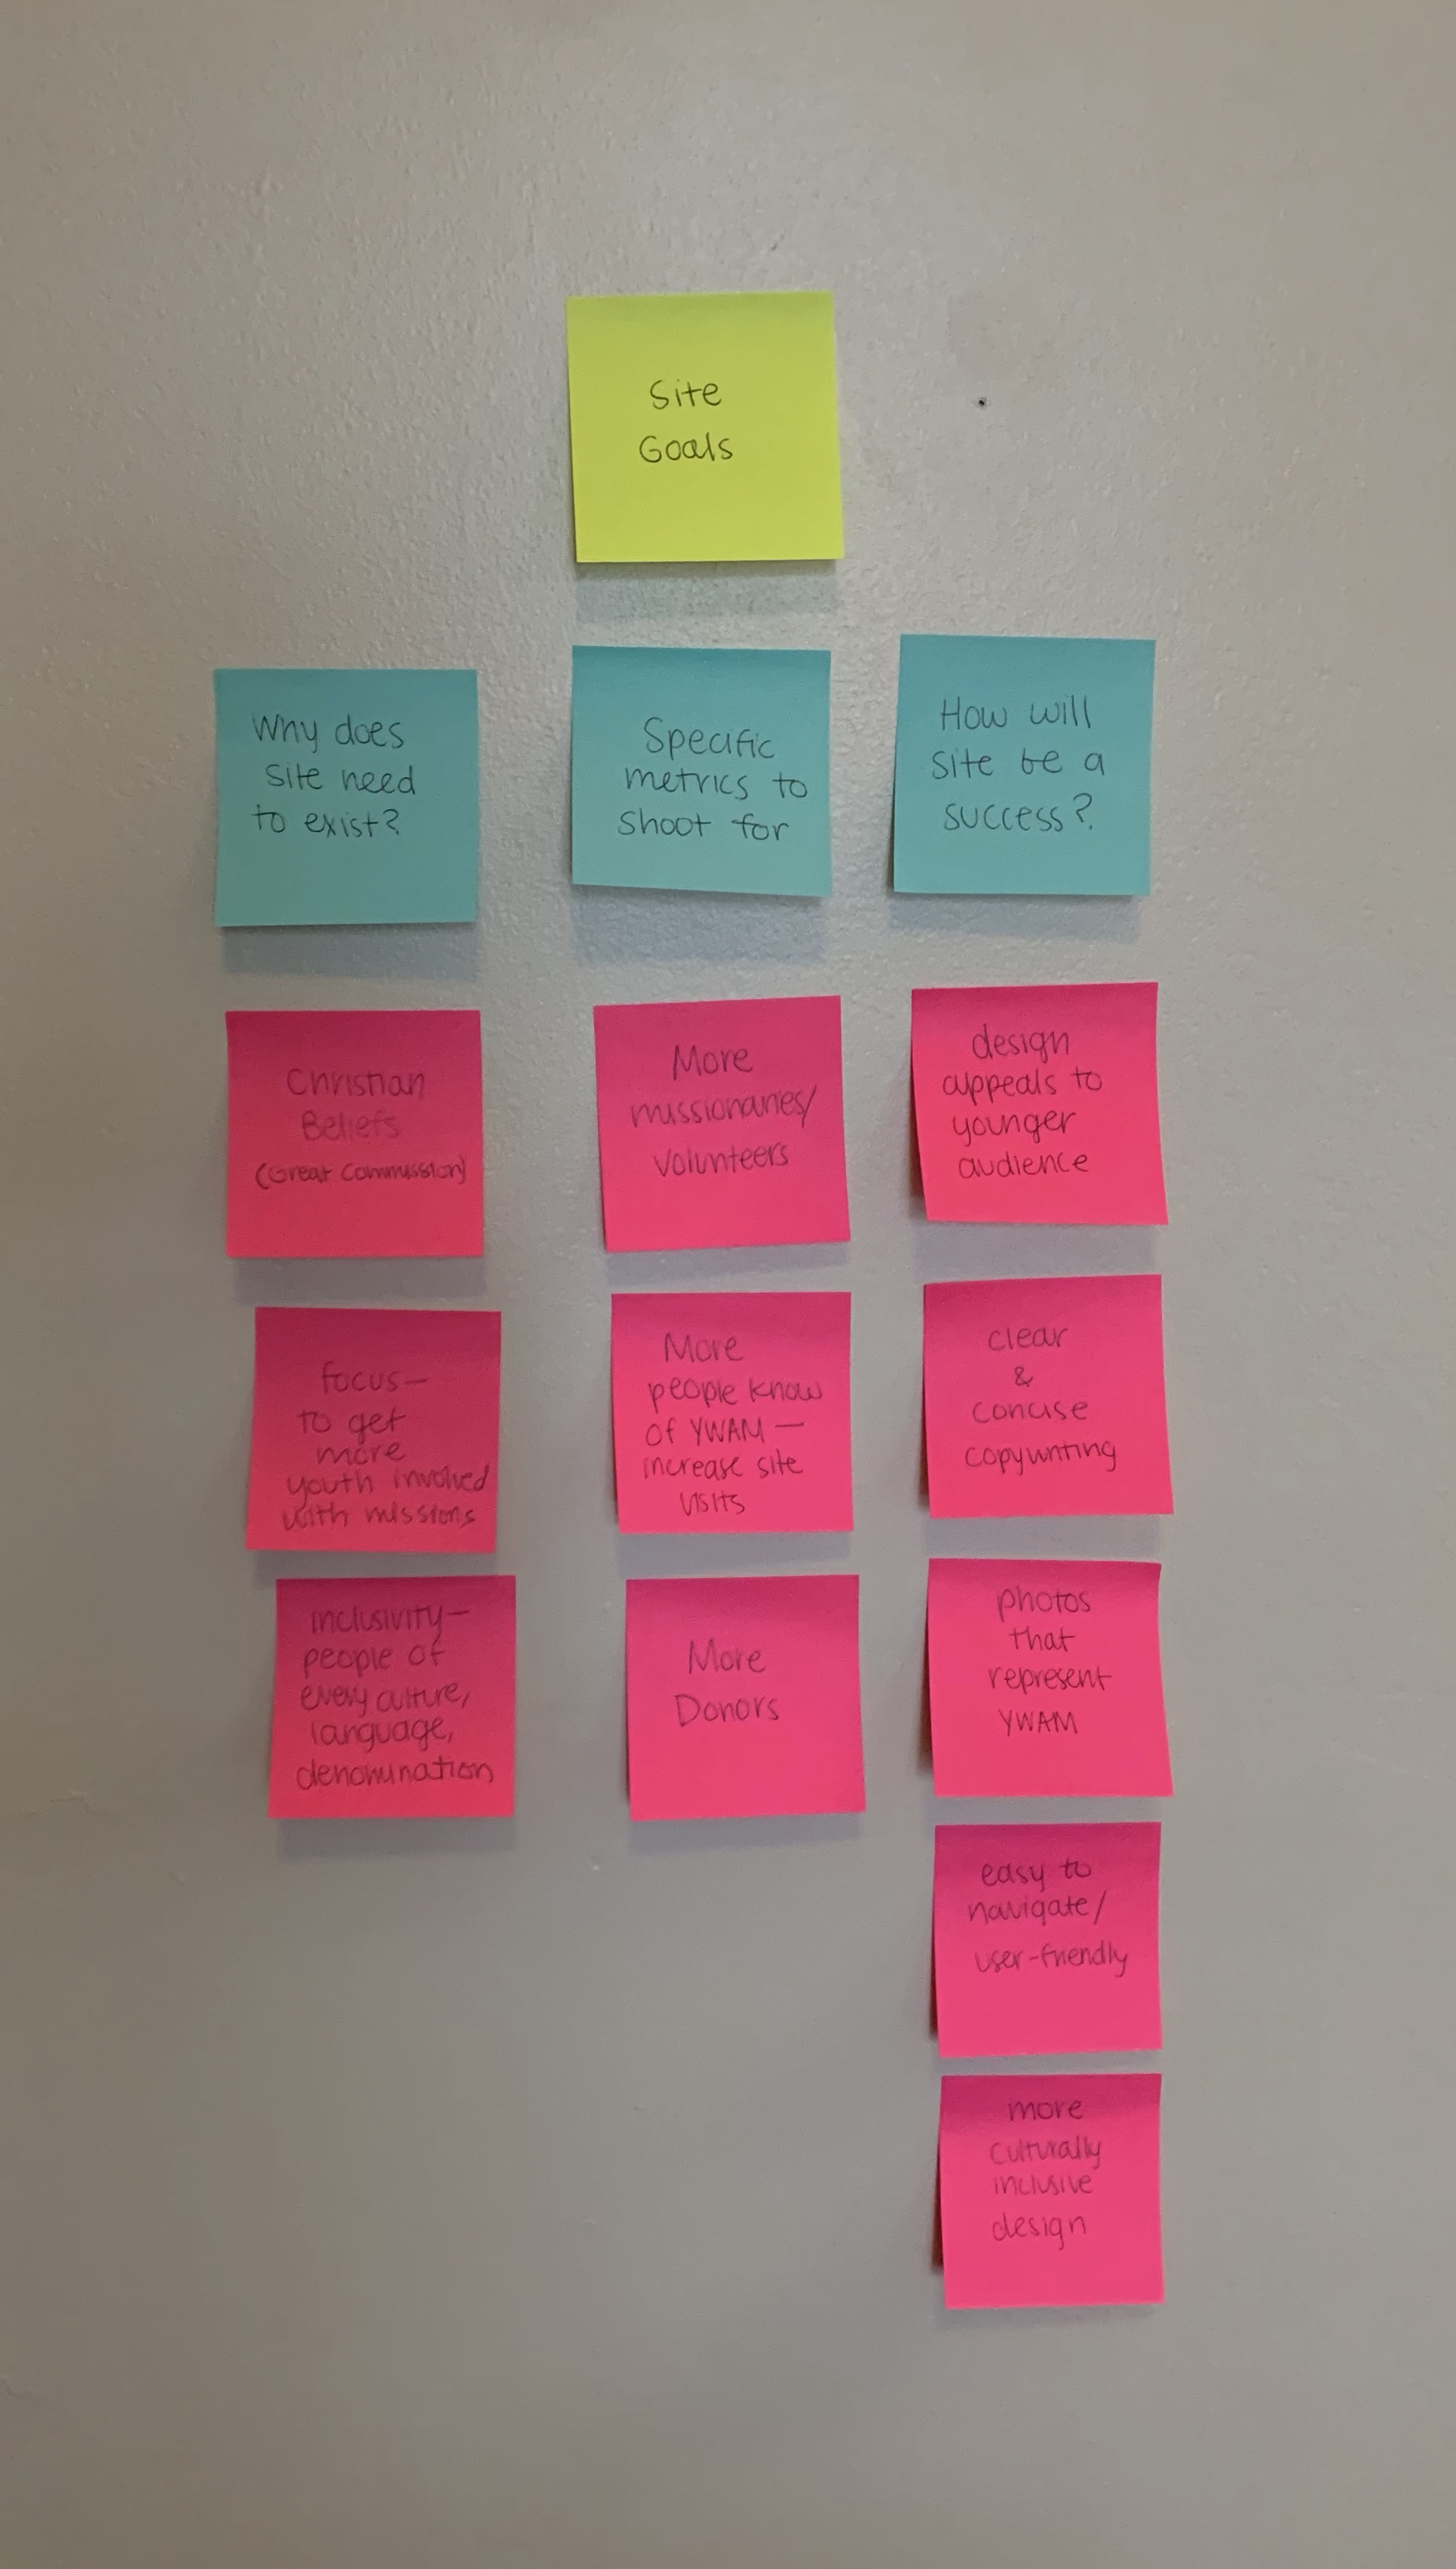 Site
Goals
Why does
site need
to exist?
Christian
Beliefs
(Great Commission)
focus—
to get
more
youth involved
with missions
inclusivity—
people of
every culture,
language,
denomination
Specific
metrics to
shoot for
More
missionaries/
volunteers
More
people know
of YWAM —
increase site
visits
More
Donors
How will
site be a
success?
design
appeals to
younger
audience
clear
&
concise
copywriting
photos
that
represent
YWAM
easy to
navigate/
user-friendly
more
culturally
inclusive
design